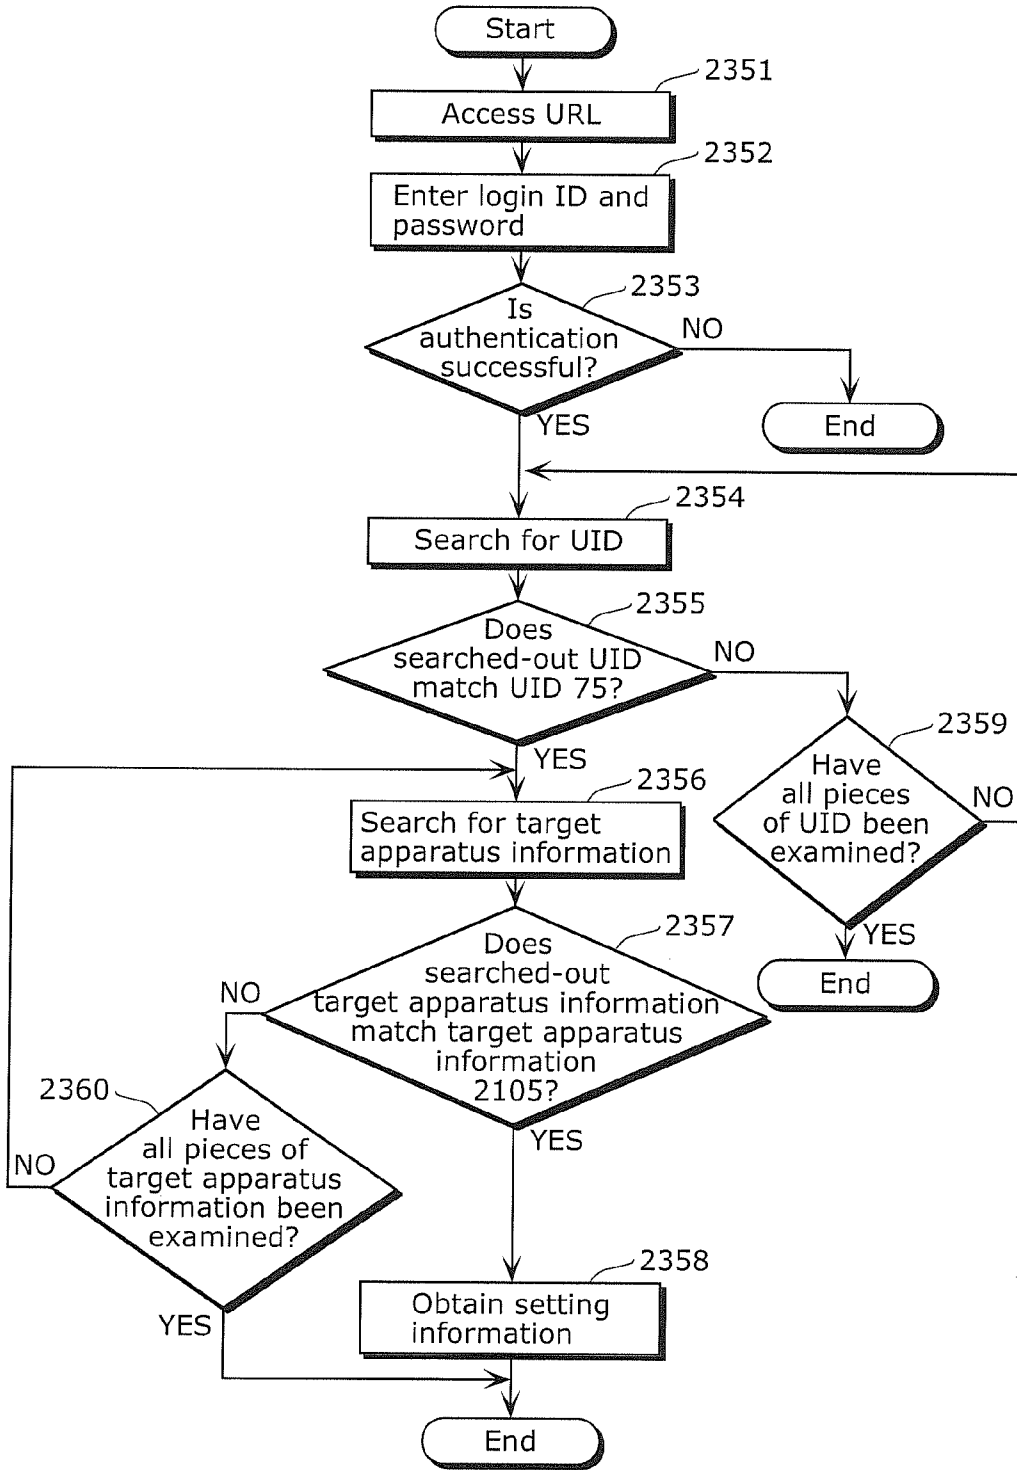 Start
2351
Access URL
2352
Enter login ID and
password
2353
Is
authentication
successful?
NO
End
YES
2354
Search for UID
2355
Does
searched-out UID
match UID 75?
NO
YES
2359
Have
all pieces
of UID been
examined?
NO
YES
End
2356
Search for target
apparatus information
2357
Does
searched-out
target apparatus information
match target apparatus
information
2105?
NO
YES
2360
Have
all pieces of
target apparatus
information been
examined?
NO
YES
2358
Obtain setting
information
End